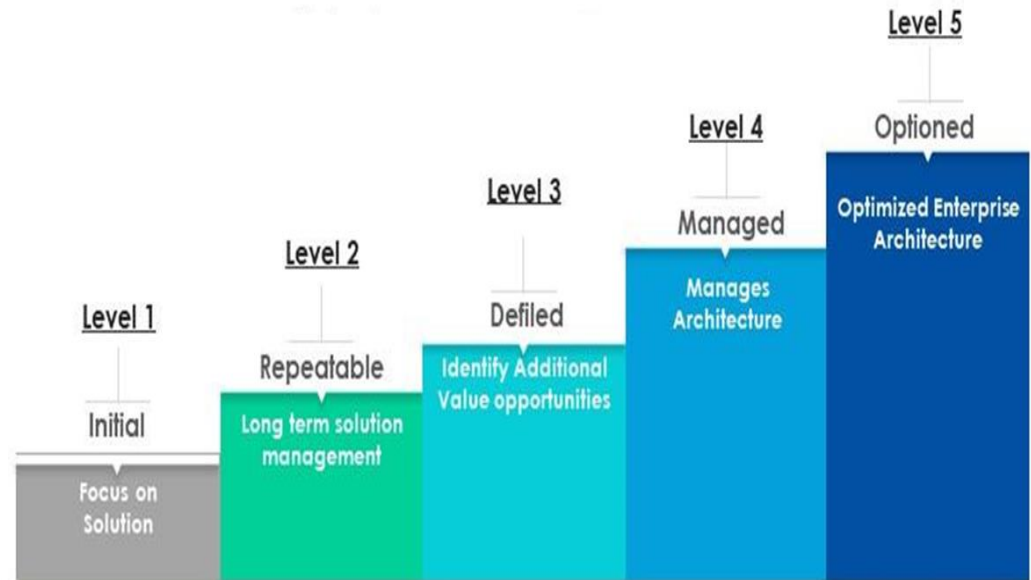 Level 1
Initial
Focus on
Solution
Level 2
Repeatable
Long term solution
management
Level 3
Defiled
Identify Additional
Value opportunities
Level 4
Managed
Manages
Architecture
Level 5
Optioned
Optimized Enterprise
Architecture